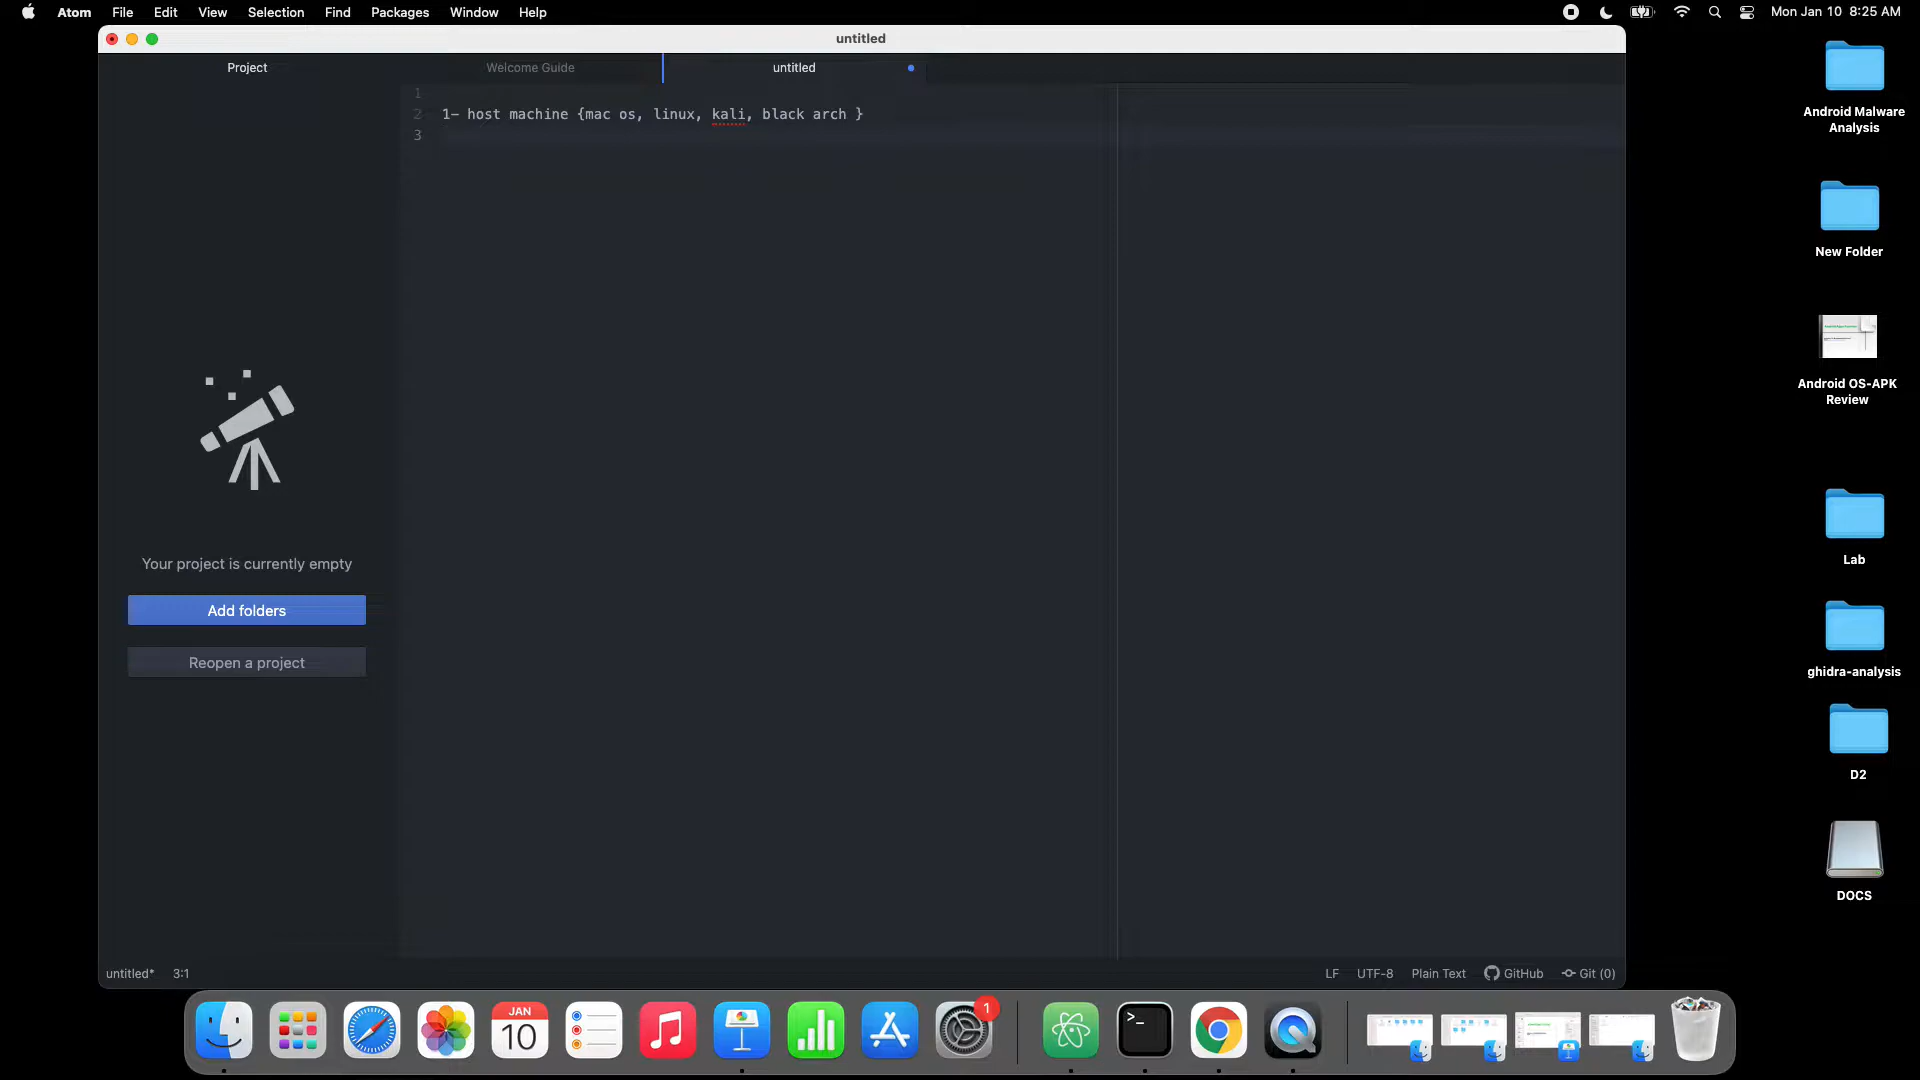 Atom File Edit View Selection Find Packages Window Help
Mon Jan 10 8:25 AM
untitled
Project
Welcome Guide
untitled
1
2 1- host machine {mac os, linux, kali, black arch }
3
Your project is currently empty
Add folders
Reopen a project
untitled* 3:1
LF UTF-8 Plain Text GitHub Git (0)
Android Malware
Analysis
New Folder
Android OS-APK
Review
Lab
ghidra-analysis
D2
DOCS
JAN
10
1
>_